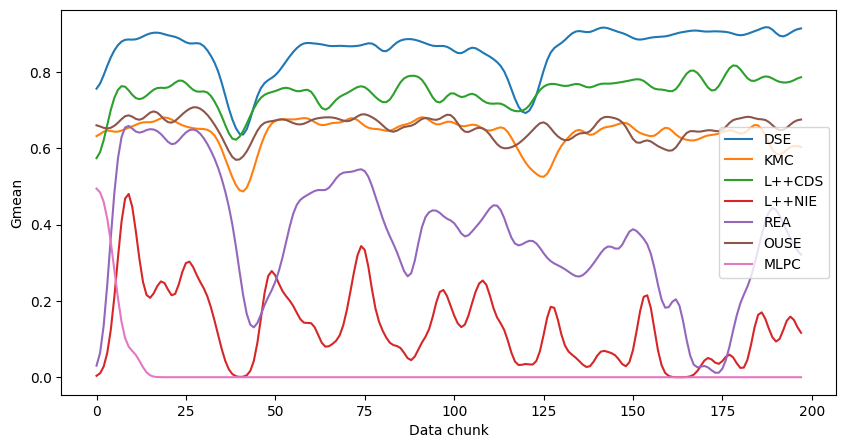 Gmean
0.8
0.6
0.4
0.2
0.0
0
25
50
75
100
125
150
175
200
Data chunk
DSE
KMC
L++CDS
L++NIE
REA
OUSE
MLPC